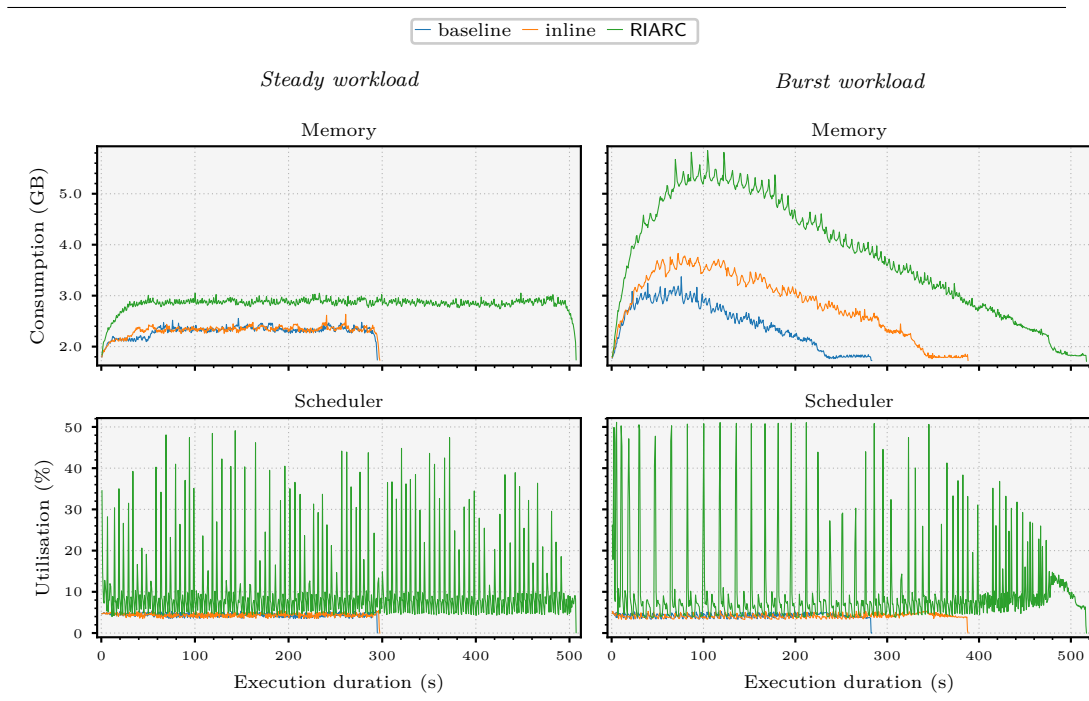 baseline inline RIARC
Steady workload Burst workload
Memory Memory
Consumption (GB)
5.0
4.0
3.0
2.0
Scheduler Scheduler
Utilisation (%)
50
40
30
20
10
0
0 100 200 300 400 500 0 100 200 300 400 500
Execution duration (s) Execution duration (s)